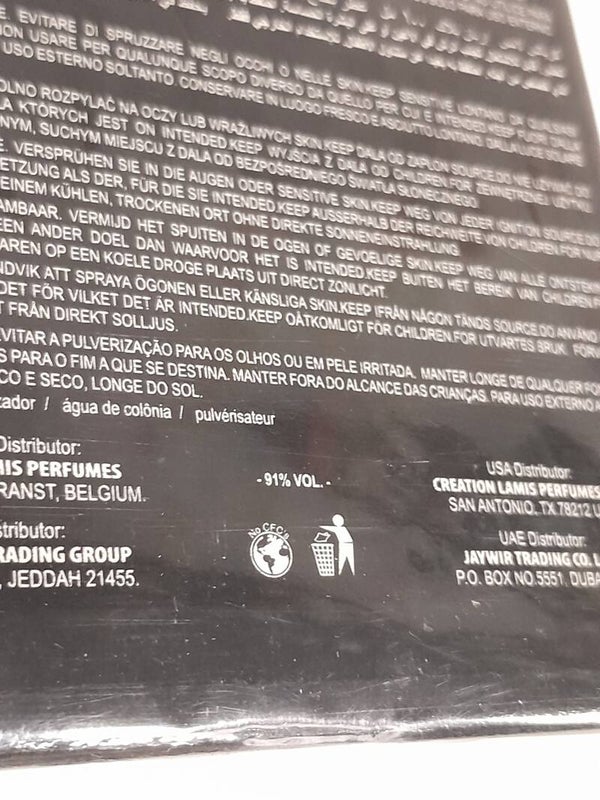 E. EVITARE DI SPRUZZARE NEGLI OCCHI O NELLE SKIN.KEEP SENSITIVE LONTANO DA
NON USARE PER QUALUNQUE SCOPO DIVERSO DA QUELLO PER CUI E INTENDED.KEEP FUORI DALLA
USO ESTERNO SOLTANTO CONSERVARE IN LUOGO FRESCO E ASCIUTTO LONTANO DALLA LUCE SOLARE
OLNO ROZPYLAĆ NA OCZY LUB WRAŻLIWYCH SKIN.KEEP DALA OD ZAPLON SOURCE.DO NIE UŻYWAĆ DO
LA KTÓRYCH JEST ON INTENDED.KEEP WYJŚCIA Z DALA OD CHILDREN.FOR ZEWNĘTRZNEJ UŻYCIU
NYM, SUCHYM MIEJSCU Z DALA OD BEZPOSREDNIEGO ŚWIATŁA SŁONECZNEGO
E. VERSPRÜHEN SIE IN DIE AUGEN ODER SENSITIVE SKIN.KEEP WEG VON JEDER IGNITION SOURCE.DO
ETZUNG ALS DER, FÜR DIE SIE INTENDED.KEEP AUSSERHALB DER REICHWEITE VON CHILDREN.FOR
EINEM KÜHLEN, TROCKENEN ORT OHNE DIREKTE SONNENEINSTRAHLUNG.
AMBAAR. VERMIJD HET SPUITEN IN DE OGEN OF GEVOELIGE SKIN.KEEP WEG VAN ALLE ONTSTEK
EEN ANDER DOEL DAN WAARVOOR HET IS INTENDED.KEEP BUITEN HET BEREIK VAN CHILDREN.F
AREN OP EEN KOELE DROGE PLAATS UIT DIRECT ZONLICHT.
NDVIK ATT SPRAYA ÖGONEN ELLER KÄNSLIGA SKIN.KEEP IFRÅN NÅGON TÄNDS SOURCE.DO ANVÄND
DET FÖR VILKET DET ÄR INTENDED.KEEP OÅTKOMLIGT FÖR CHILDREN.FOR UTVÄRTES BRUK. FÖR
T FRÅN DIREKT SOLLJUS.
EVITAR A PULVERIZAÇÃO PARA OS OLHOS OU EM PELE IRRITADA. MANTER LONGE DE QUALQUER FO
S PARA O FIM A QUE SE DESTINA. MANTER FORA DO ALCANCE DAS CRIANÇAS. PARA USO EXTERNO A
CO E SECO, LONGE DO SOL.
zador / água de colônia / pulvérisateur
Distributor:
MIS PERFUMES
RANST, BELGIUM.
stributor:
RADING GROUP
, JEDDAH 21455.
- 91% VOL. -
No CFC's
USA Distributor:
CREATION LAMIS PERFUMES
SAN ANTONIO. TX 78212 U
UAE Distributor:
JAYWIR TRADING CO. L
P.O. BOX NO.5551. DUBA